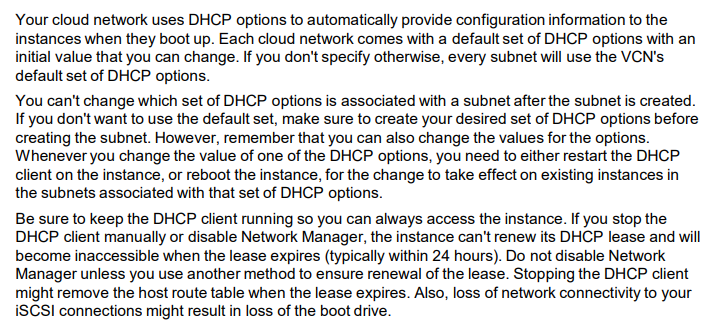 Your cloud network uses DHCP options to automatically provide configuration information to the
instances when they boot up. Each cloud network comes with a default set of DHCP options with an
initial value that you can change. If you don't specify otherwise, every subnet will use the VCN's
default set of DHCP options.
You can't change which set of DHCP options is associated with a subnet after the subnet is created.
If you don't want to use the default set, make sure to create your desired set of DHCP options before
creating the subnet. However, remember that you can also change the values for the options.
Whenever you change the value of one of the DHCP options, you need to either restart the DHCP
client on the instance, or reboot the instance, for the change to take effect on existing instances in
the subnets associated with that set of DHCP options.
Be sure to keep the DHCP client running so you can always access the instance. If you stop the
DHCP client manually or disable Network Manager, the instance can't renew its DHCP lease and will
become inaccessible when the lease expires (typically within 24 hours). Do not disable Network
Manager unless you use another method to ensure renewal of the lease. Stopping the DHCP client
might remove the host route table when the lease expires. Also, loss of network connectivity to your
iSCSI connections might result in loss of the boot drive.